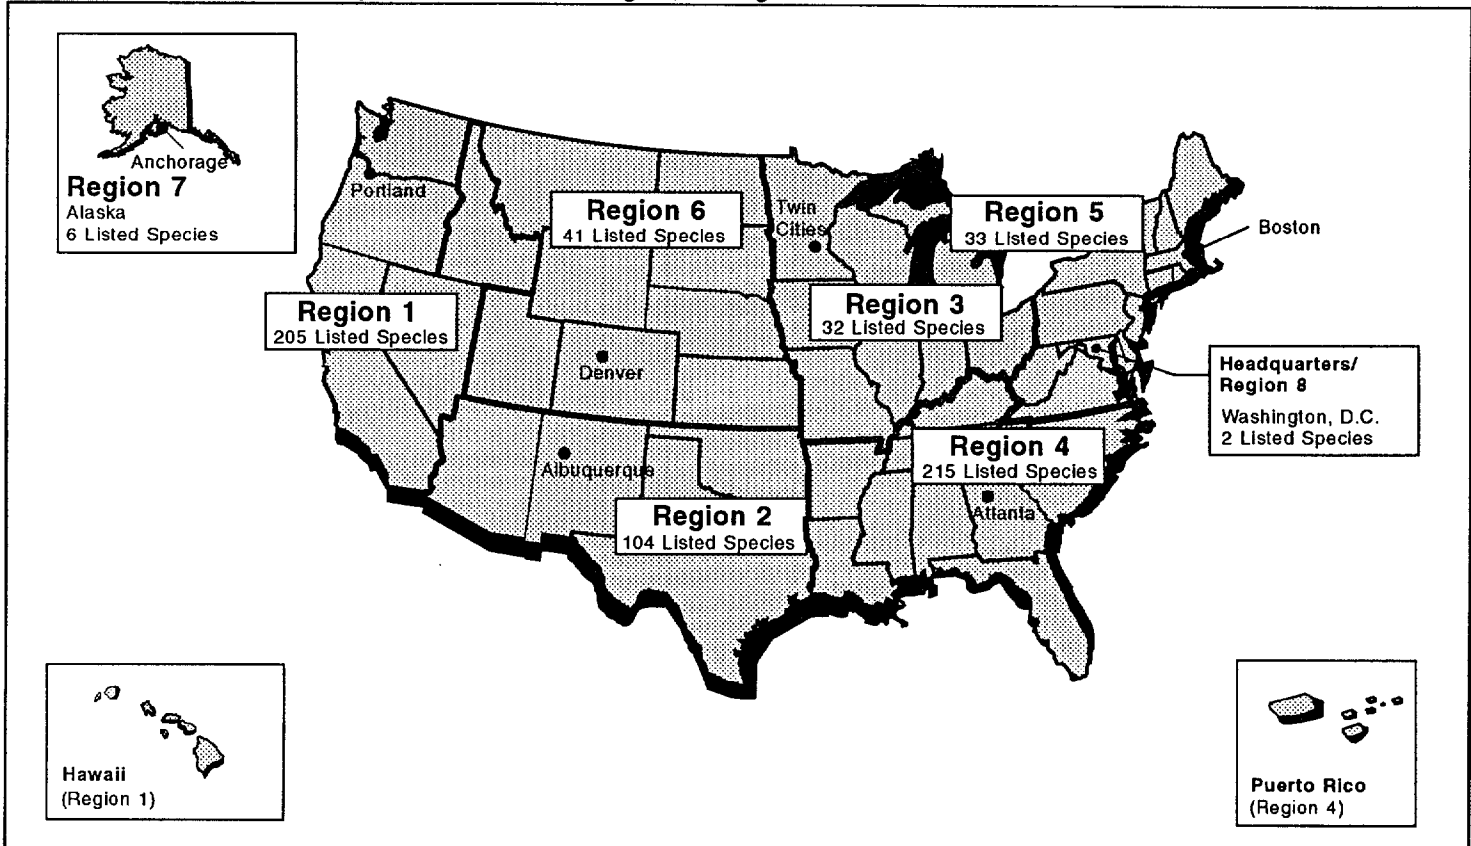 Anchorage
Region 7
Alaska
6 Listed Species
Portland
Region 6
41 Listed Species
Twin
Cities
Region 5
33 Listed Species
Boston
Region 1
205 Listed Species
Region 3
32 Listed Species
Denver
Headquarters/
Region 8
Washington, D.C.
2 Listed Species
Albuquerque
Region 4
215 Listed Species
Region 2
104 Listed Species
Atlanta
Hawaii
(Region 1)
Puerto Rico
(Region 4)